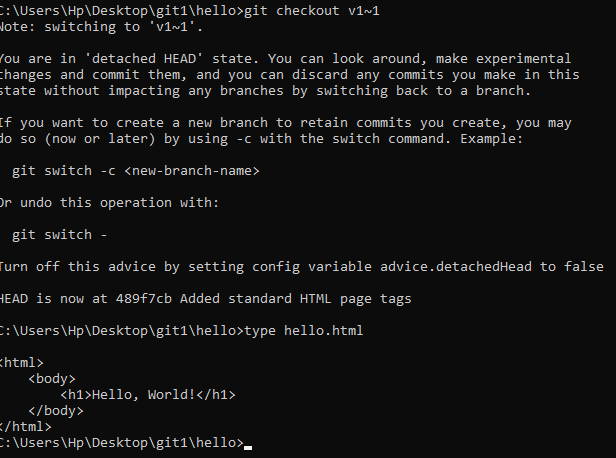 C:\Users\Hp\Desktop\git1\hello>git checkout v1~1
Note: switching to 'v1~1'.
You are in 'detached HEAD' state. You can look around, make experimental
changes and commit them, and you can discard any commits you make in this
state without impacting any branches by switching back to a branch.
If you want to create a new branch to retain commits you create, you may
do so (now or later) by using -c with the switch command. Example:
git switch -c <new-branch-name>
Or undo this operation with:
git switch -
Turn off this advice by setting config variable advice.detachedHead to false
HEAD is now at 489f7cb Added standard HTML page tags
C:\Users\Hp\Desktop\git1\hello>type hello.html
<html>
<body>
<h1>Hello, World!</h1>
</body>
</html>
C:\Users\Hp\Desktop\git1\hello>